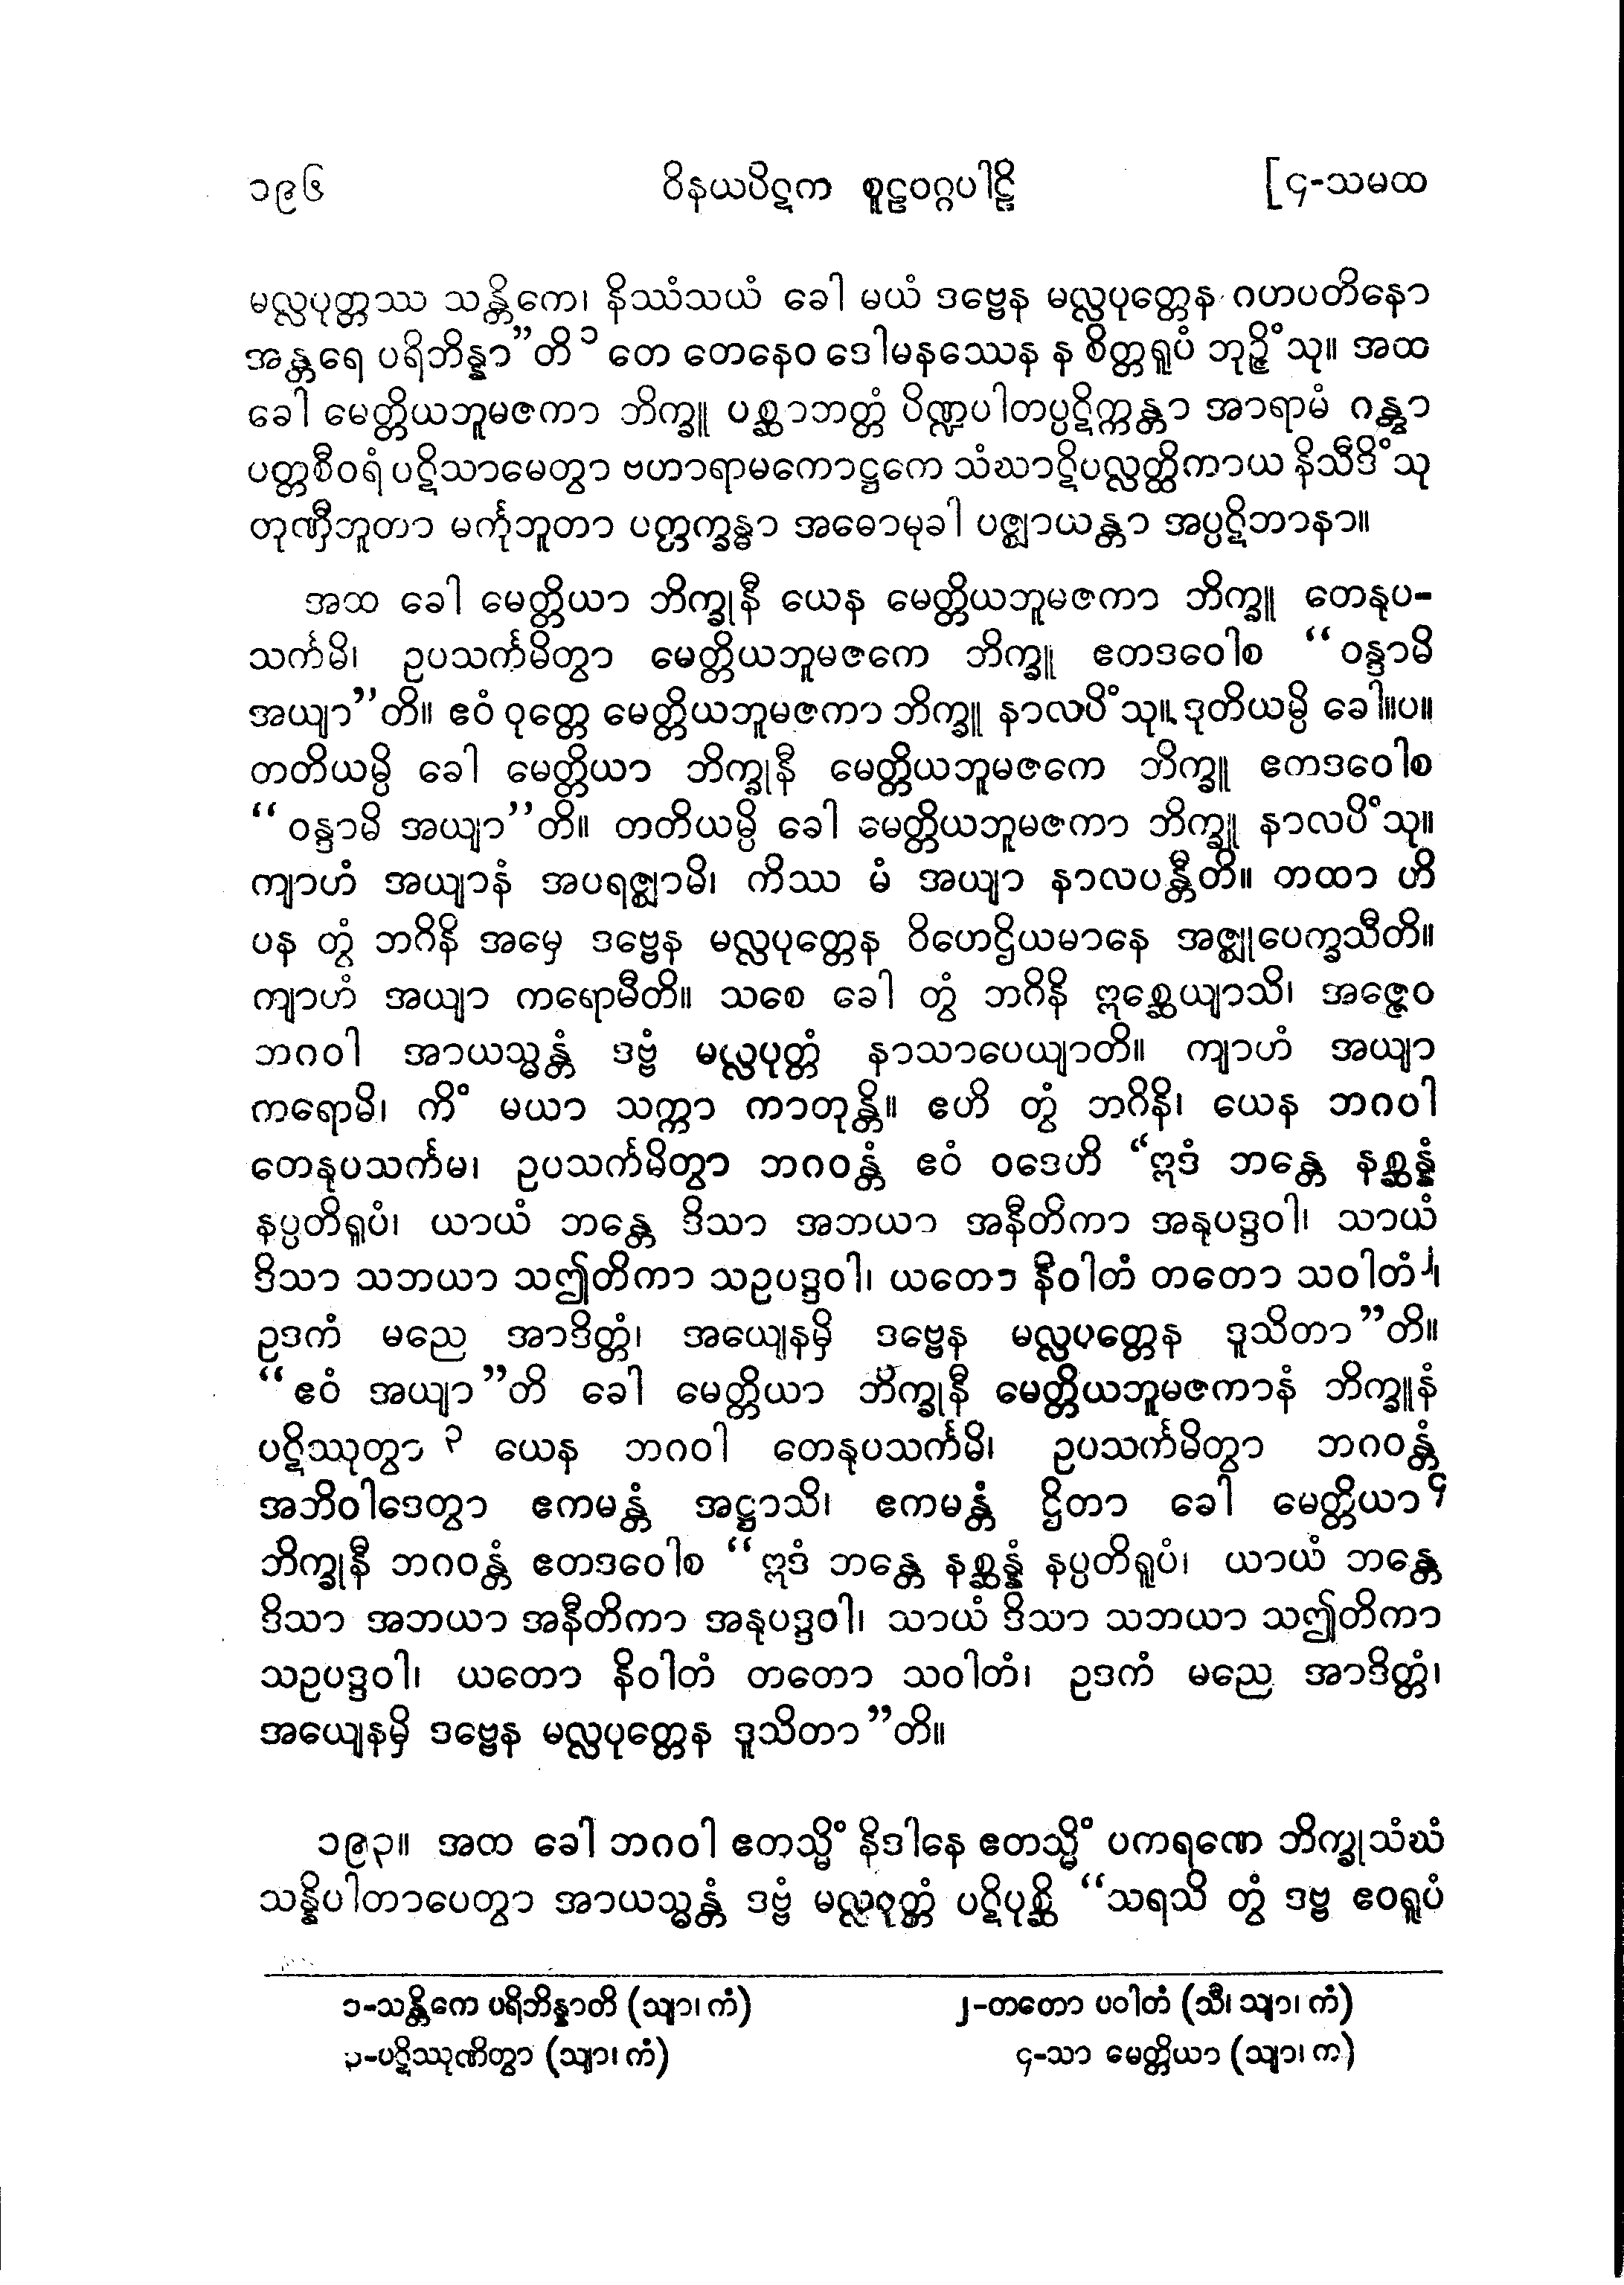 ၁၉၆ ဝိနယပိဋက စူဠဝဂ္ဂပါဠိ [၄-သမထ
မလ္လပုတ္တဿ သန္တိကေ၊ နိဿံသယံ ခေါ မယံ ဒဗ္ဗေန မလ္လပုတ္တေန ဂဟပတိနော
အန္တရေ ပရိဘိန္နာ”တိ ၁ တေ တေနေဝ ဒေါမနဿေန န စိတ္တရူပံ ဘုဉ္ဇိံသု။ အထ
ခေါ မေတ္တိယဘူမဇကာ ဘိက္ခူ ပစ္ဆာဘတ္တံ ပိဏ္ဍပါတပ္ပဋိက္ကန္တာ အာရာမံ ဂန္တွာ
ပတ္တစီဝရံ ပဋိသာမေတွာ ဗဟာရာမကောဋ္ဌကေ သံဃာဋိပလ္လတ္ထိကာယ နိသီဒိံသု
တုဏှီဘူတာ မင်္ကုဘူတာ ပတ္တက္ခန္ဓာ အဓောမုခါ ပဇ္ဈာယန္တာ အပ္ပဋိဘာနာ။
အထ ခေါ မေတ္တိယာ ဘိက္ခုနီ ယေန မေတ္တိယဘူမဇကာ ဘိက္ခူ တေနုပ-
သင်္ကမိ၊ ဥပသင်္ကမိတွာ မေတ္တိယဘူမဇကေ ဘိက္ခူ ဧတဒဝေါစ “ဝန္ဒာမိ
အယျာ”တိ။ ဧဝံ ဝုတ္တေ မေတ္တိယဘူမဇကာ ဘိက္ခူ နာလပိံသု။ ဒုတိယမ္ပိ ခေါ။ပ။
တတိယမ္ပိ ခေါ မေတ္တိယာ ဘိက္ခုနီ မေတ္တိယဘူမဇကေ ဘိက္ခူ ဧကဒဝေါစ
“ဝန္ဒာမိ အယျာ”တိ။ တတိယမ္ပိ ခေါ မေတ္တိယဘူမဇကာ ဘိက္ခူ နာလပိံသု။
ကျာဟံ အယျာနံ အပရဇ္ဈာမိ၊ ကိဿ မံ အယျာ နာလပန္တီတိ။ တထာ ဟိ
ပန တွံ ဘဂိနိ အမှေ ဒဗ္ဗေန မလ္လပုတ္တေန ဝိဟေဌိယမာနေ အဇ္ဈုပေက္ခသီတိ။
ကျာဟံ အယျာ ကရောမီတိ။ သစေ ခေါ တွံ ဘဂိနိ ဣစ္ဆေယျာသိ၊ အဇ္ဇေဝ
ဘဂဝါ အာယသ္မန္တံ ဒဗ္ဗံ မလ္လပုတ္တံ နာသာပေယျာတိ။ ကျာဟံ အယျာ
ကရောမိ၊ ကိံ မယာ သက္ကာ ကာတုန္တိ။ ဧဟိ တွံ ဘဂိနိ၊ ယေန ဘဂဝါ
တေနုပသင်္ကမ၊ ဥပသင်္ကမိတွာ ဘဂဝန္တံ ဧဝံ ဝဒေဟိ “ဣဒံ ဘန္တေ နစ္ဆန္နံ
နပ္ပတိရူပံ၊ ယာယံ ဘန္တေ ဒိသာ အဘယာ အနီတိကာ အနုပဒ္ဒဝါ၊ သာယံ
ဒိသာ သဘယာ သဤတိကာ သဥပဒ္ဒဝါ၊ ယတော နိဝါတံ တတော သဝါတံ ၂၊
ဥဒကံ မညေ အာဒိတ္တံ၊ အယျေနမှိ ဒဗ္ဗေန မလ္လပုတ္တေန ဒူသိတာ”တိ။
“ဧဝံ အယျာ”တိ ခေါ မေတ္တိယာ ဘိက္ခုနီ မေတ္တိယဘူမဇကာနံ ဘိက္ခူနံ
ပဋိဿုတွာ ၃ ယေန ဘဂဝါ တေနုပသင်္ကမိ၊ ဥပသင်္ကမိတွာ ဘဂဝန္တံ
အဘိဝါဒေတွာ ဧကမန္တံ အဋ္ဌာသိ၊ ဧကမန္တံ ဌိတာ ခေါ မေတ္တိယာ ၄
ဘိက္ခုနီ ဘဂဝန္တံ ဧတဒဝေါစ “ဣဒံ ဘန္တေ နစ္ဆန္နံ နပ္ပတိရူပံ၊ ယာယံ ဘန္တေ
ဒိသာ အဘယာ အနီတိကာ အနုပဒ္ဒဝါ၊ သာယံ ဒိသာ သဘယာ သဤတိကာ
သဥပဒ္ဒဝါ၊ ယတော နိဝါတံ တတော သဝါတံ၊ ဥဒကံ မညေ အာဒိတ္တံ၊
အယျေနမှိ ဒဗ္ဗေန မလ္လပုတ္တေန ဒူသိတာ”တိ။
၁၉၃။ အထ ခေါ ဘဂဝါ ဧတသ္မိံ နိဒါနေ ဧတသ္မိံ ပကရဏေ ဘိက္ခုသံဃံ
သန္နိပါတာပေတွာ အာယသ္မန္တံ ဒဗ္ဗံ မလ္လပုတ္တံ ပဋိပုစ္ဆိ “သရသိ တွံ ဒဗ္ဗ ဧဝရူပံ
၁-သန္တိကေ ပရိဘိန္နာတိ (သျာ၊ ကံ) ၂-တတော ပဝါတံ (သီ၊ သျာ၊ ကံ)
၃-ပဋိဿုဏိတွာ (သျာ၊ ကံ) ၄-သာ မေတ္တိယာ (သျာ၊ က)